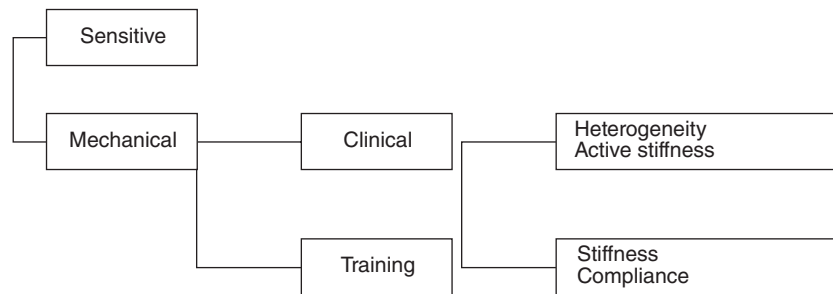 Sensitive
Mechanical
Clinical
Heterogeneity
Active stiffness
Training
Stiffness
Compliance